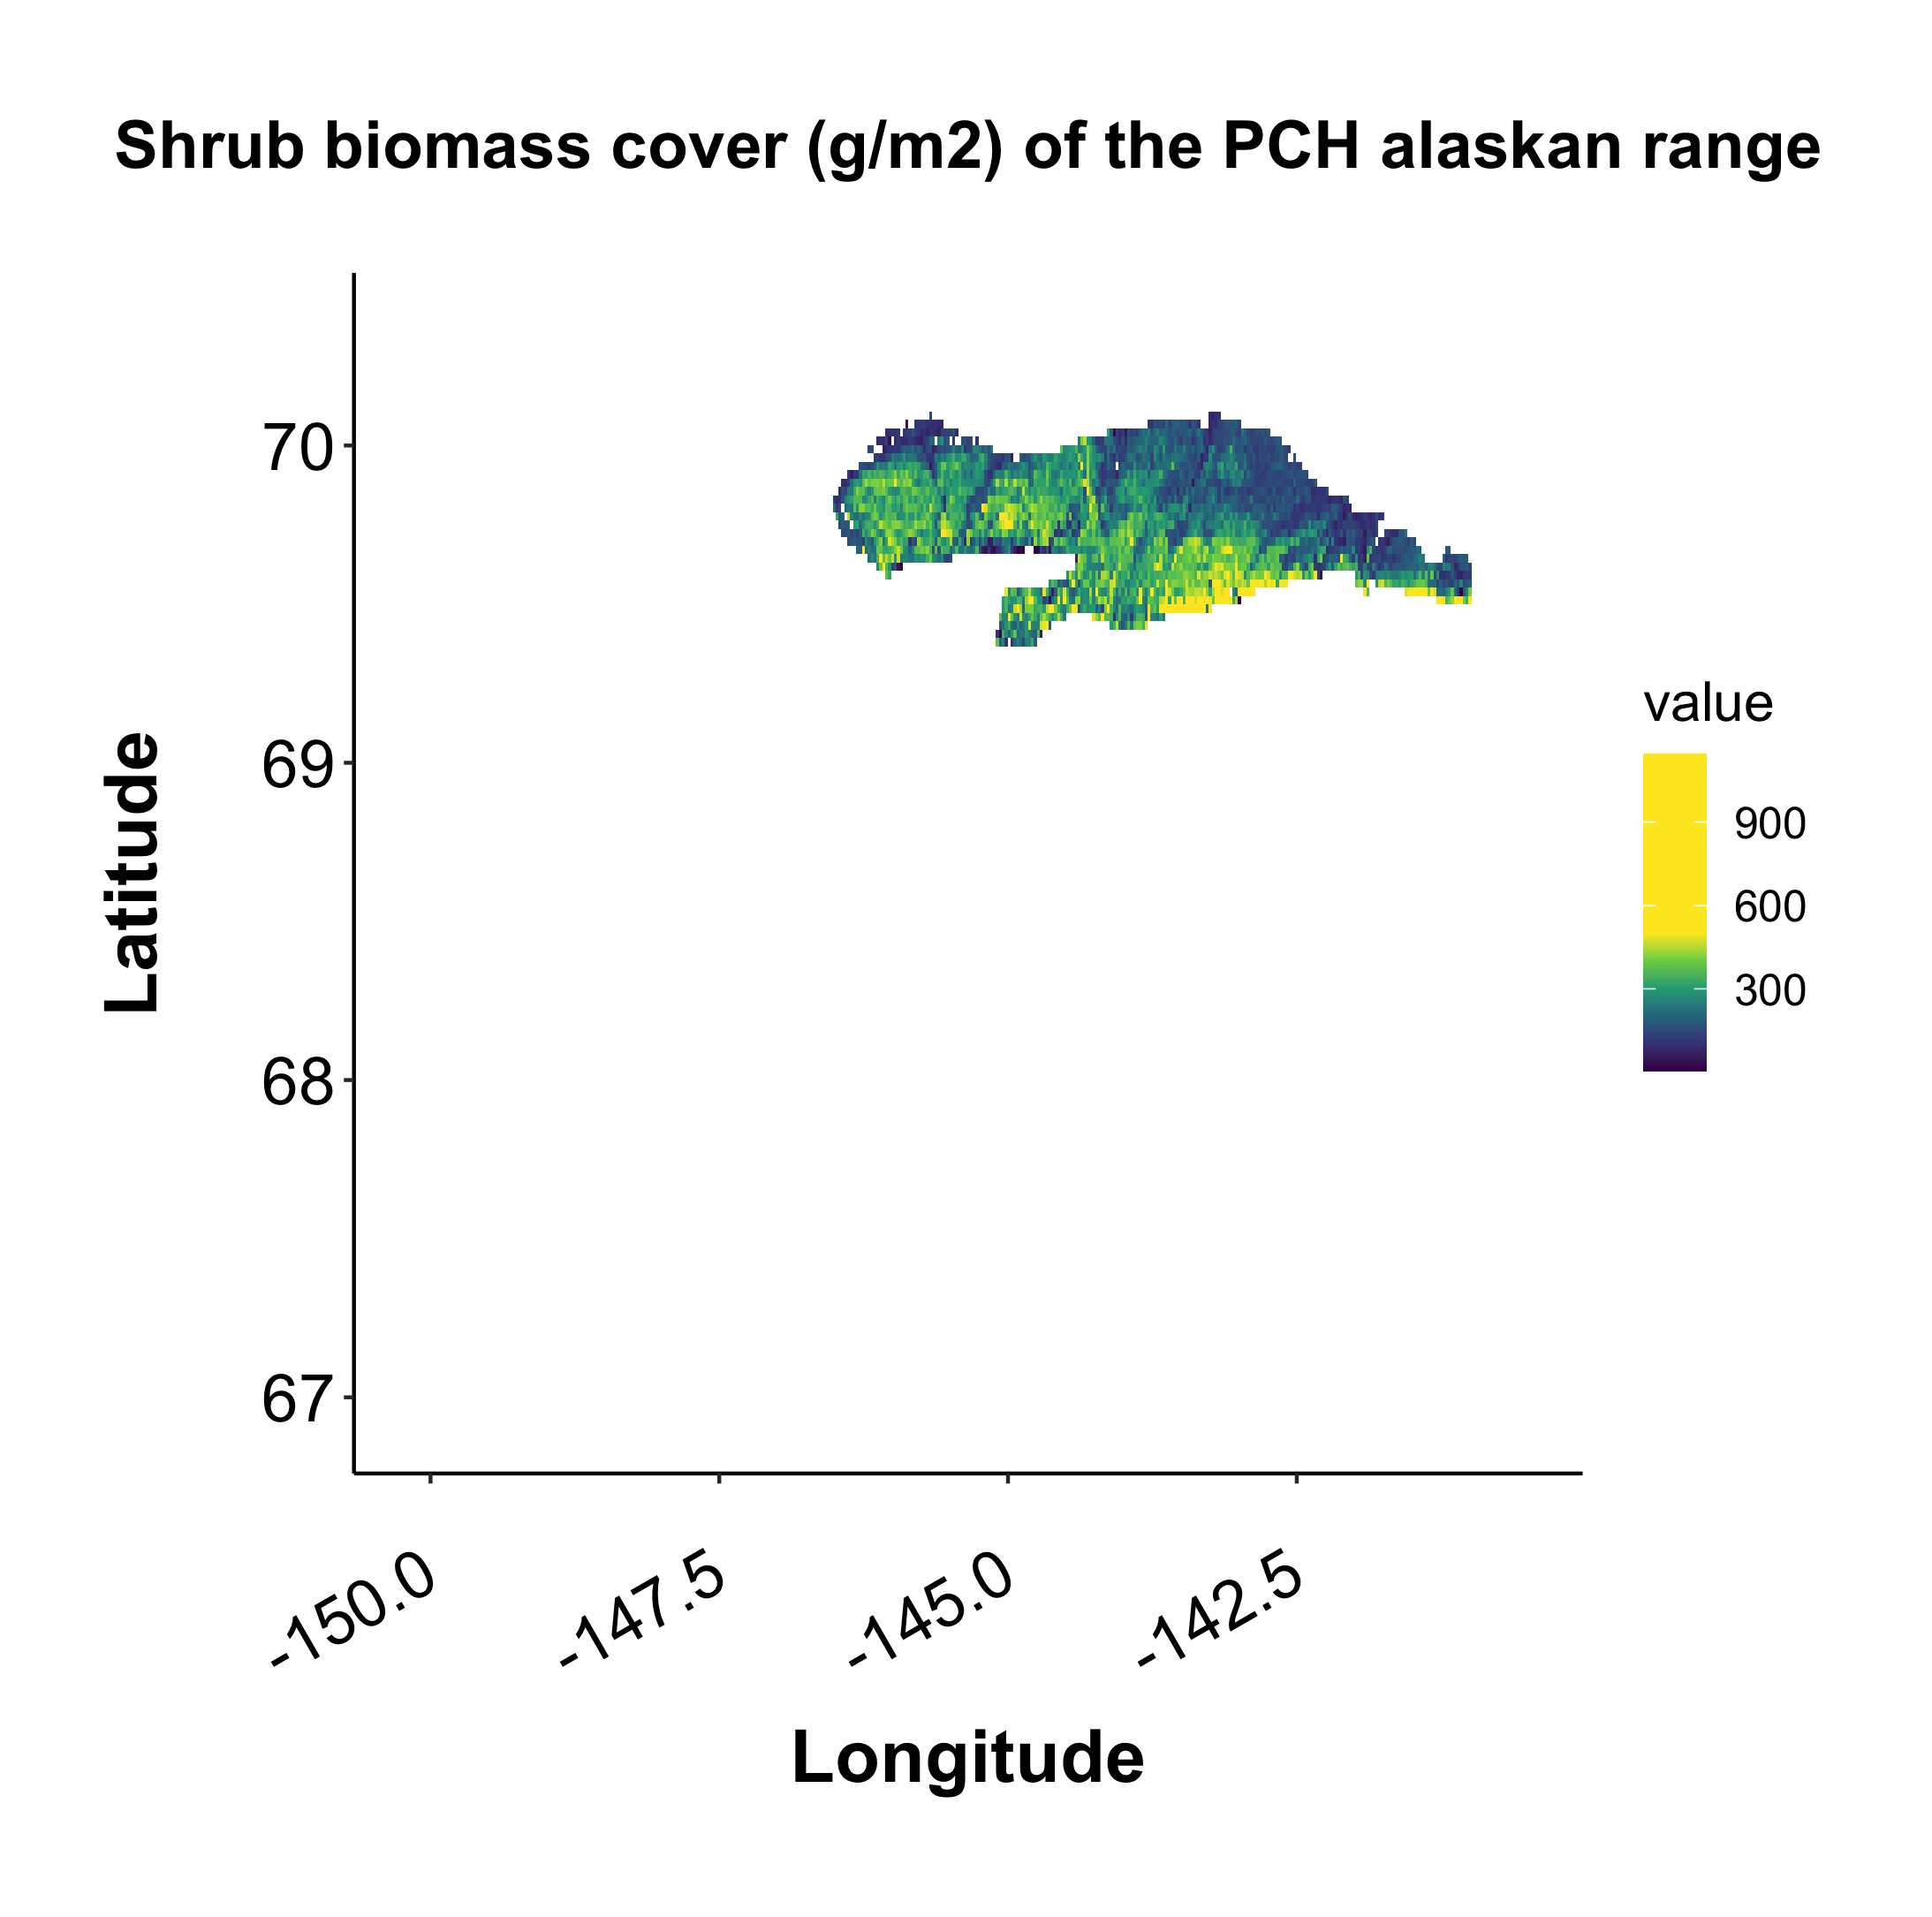 Shrub biomass cover (g/m2) of the PCH alaskan range
70
69
68
67
Latitude
-150.0
-147.5
-145.0
-142.5
Longitude
value
900
600
300